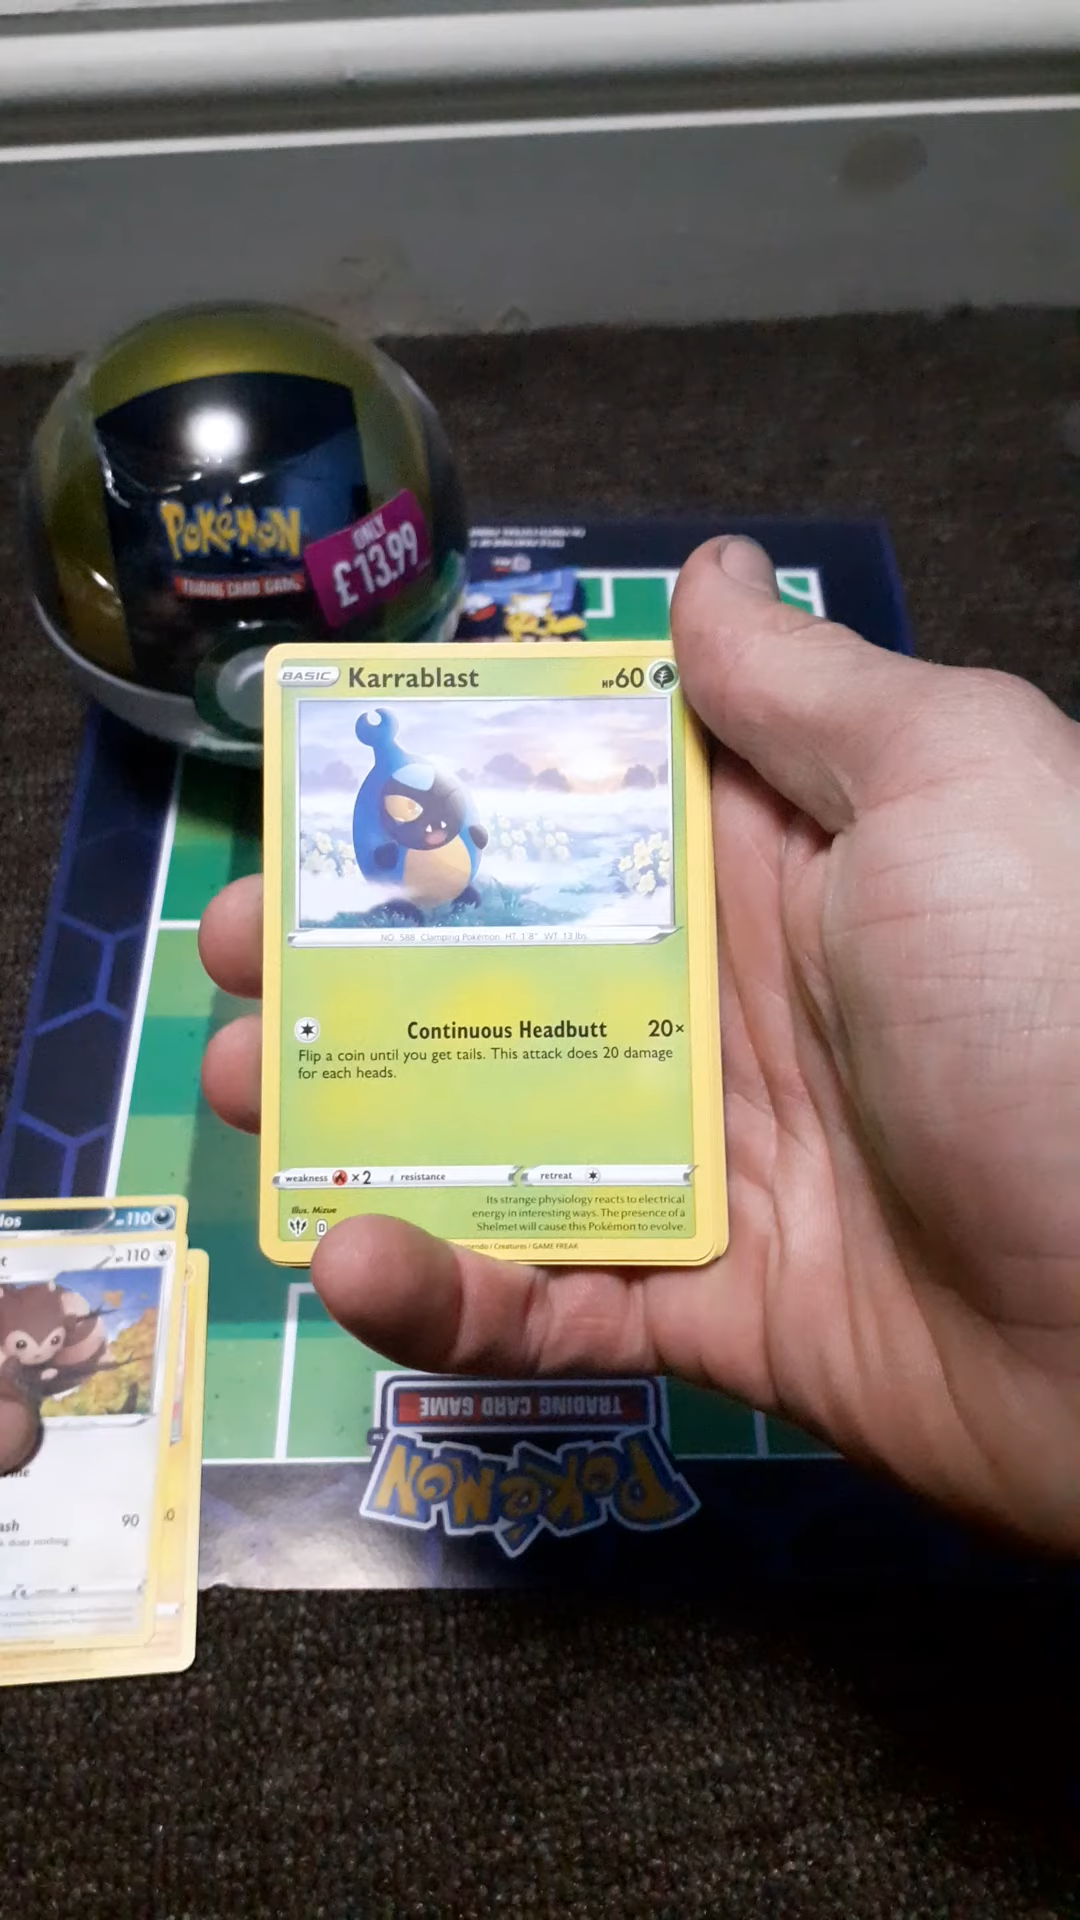 Pokémon
TRADING CARD GAME
ONLY
£13.99
BASIC Karrablast HP60
NO. 588 Clamping Pokémon HT: 1'8" WT: 13 lbs.
Continuous Headbutt 20×
Flip a coin until you get tails. This attack does 20 damage
for each heads.
weakness ×2 resistance retreat
Its strange physiology reacts to electrical
energy in interesting ways. The presence of a
Shelmet will cause this Pokémon to evolve.
Illus. Mizue
D
/ Creatures / GAME FREAK
110
110
90
does nothing
TRADING CARD GAME
POKéMON